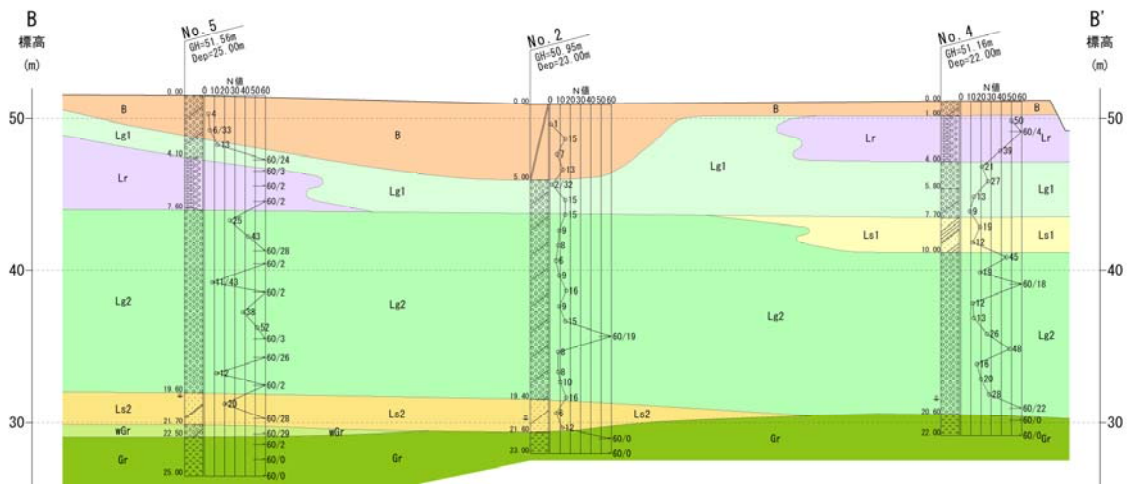 B
標高
(m)
50
40
30
No. 5
GH=51.56m
Dep=25.00m
N値
0 10 20 30 40 50 60
0.00
4.10
7.60
19.60
21.70
22.50
25.00
4
6/33
13
60/24
60/3
60/2
60/2
25
43
60/28
60/2
11/43
60/2
38
52
60/3
60/26
12
60/2
20
60/28
60/29
60/2
60/0
60/0
B
Lg1
Lr
Lg1
Lg2
Lg2
Ls2
wGr
wGr
Gr
Gr
No. 2
GH=50.95m
Dep=23.00m
N値
0 10 20 30 40 50 60
0.00
5.00
19.40
21.60
23.00
1
15
7
13
2/32
15
15
9
8
6
9
16
9
15
60/19
8
8
10
16
6
12
60/0
60/0
B
B
Lg1
Lr
Lg1
Ls1
Lg2
Lg2
Ls2
Gr
Gr
No. 4
GH=51.16m
Dep=22.00m
N値
0 10 20 30 40 50 60
0.00
1.00
4.00
5.80
7.70
10.00
20.60
22.00
50
60/4
39
21
27
13
9
19
12
45
19
60/18
12
13
26
48
16
20
28
60/22
60/0
60/0
B
Lr
Lg1
Ls1
B'
標高
(m)
50
40
30